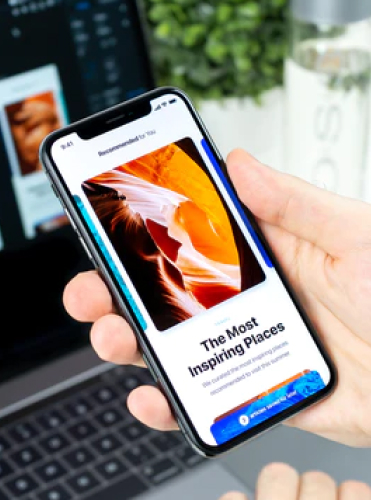 9:41
Recommended for You
The Most
Inspiring Places
We curated the most inspiring places
recommended to visit this summer